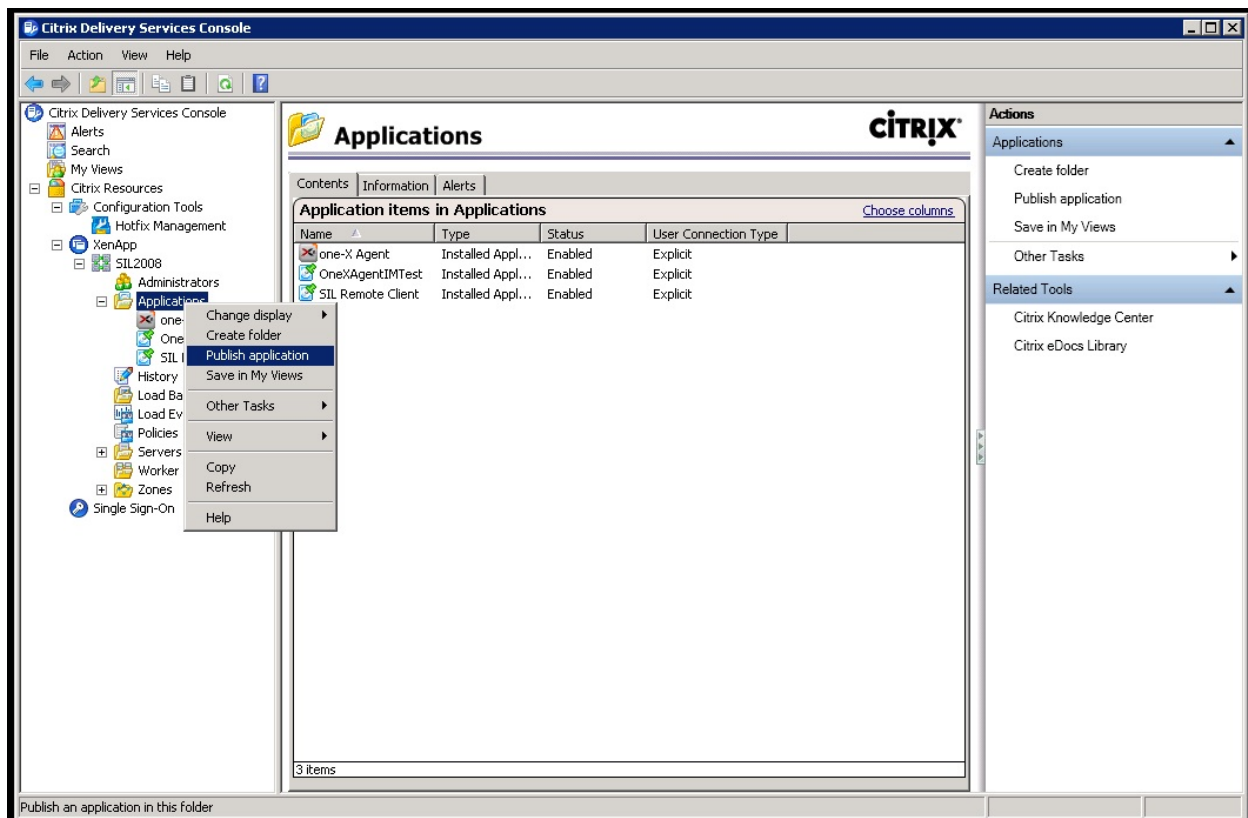 Citrix Delivery Services Console
File Action View Help
Citrix Delivery Services Console
Alerts
Search
My Views
Citrix Resources
Configuration Tools
Hotfix Management
XenApp
SIL2008
Administrators
Applications
one-
One
SIL
History
Load Ba
Load Ev
Policies
Servers
Worker
Zones
Single Sign-On
Change display
Create folder
Publish application
Save in My Views
Other Tasks
View
Copy
Refresh
Help
Applications
CITRIX
Contents Information Alerts
Application items in Applications Choose columns
Name Type Status User Connection Type
one-X Agent Installed Appl... Enabled Explicit
OneXAgentIMTest Installed Appl... Enabled Explicit
SIL Remote Client Installed Appl... Enabled Explicit
3 items
Actions
Applications
Create folder
Publish application
Save in My Views
Other Tasks
Related Tools
Citrix Knowledge Center
Citrix eDocs Library
Publish an application in this folder